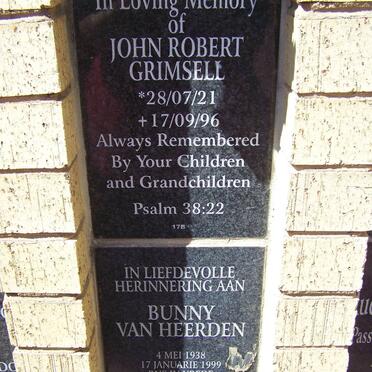 In Loving Memory
of
JOHN ROBERT
GRIMSELL
*28/07/21
+17/09/96
Always Remembered
By Your Children
and Grandchildren
Psalm 38:22
17B
IN LIEFDEVOLLE
HERINNERING AAN
BUNNY
VAN HEERDEN
4 MEI 1938
17 JANUARIE 1999